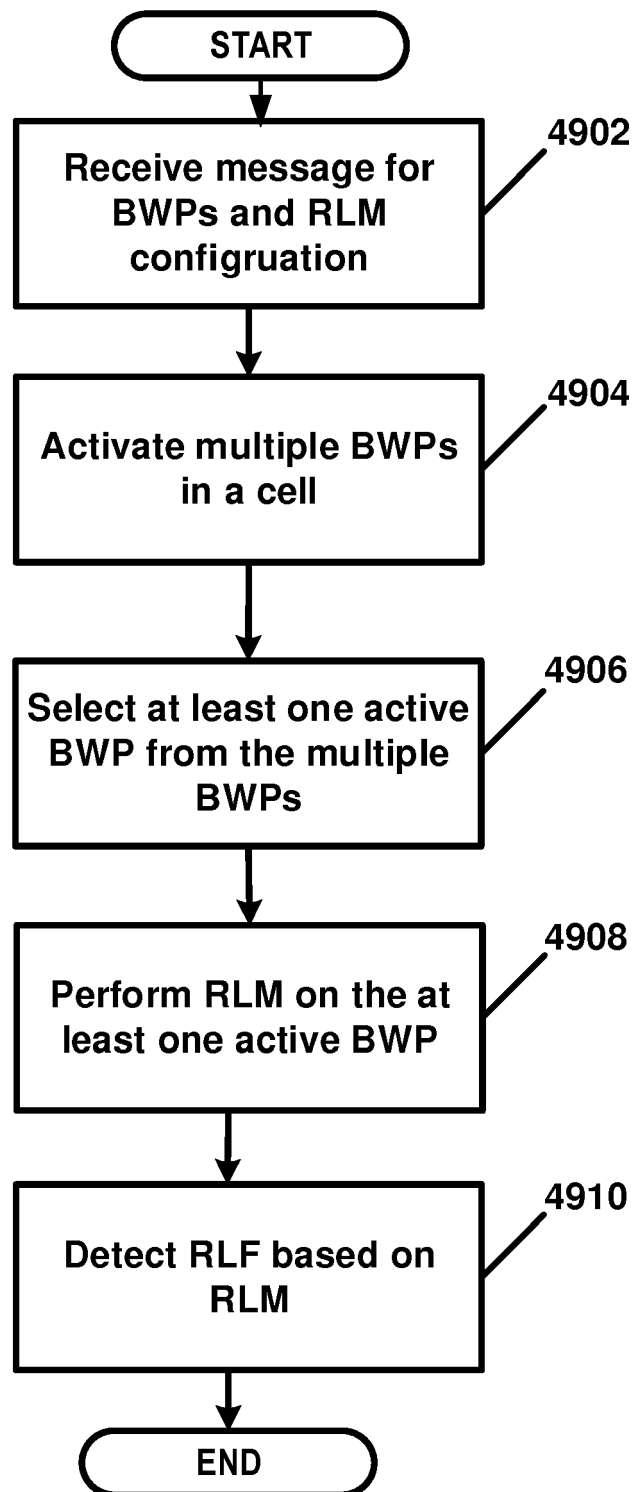 START
4902
Receive message for
BWPs and RLM
configruation
4904
Activate multiple BWPs
in a cell
4906
Select at least one active
BWP from the multiple
BWPs
4908
Perform RLM on the at
least one active BWP
4910
Detect RLF based on
RLM
END